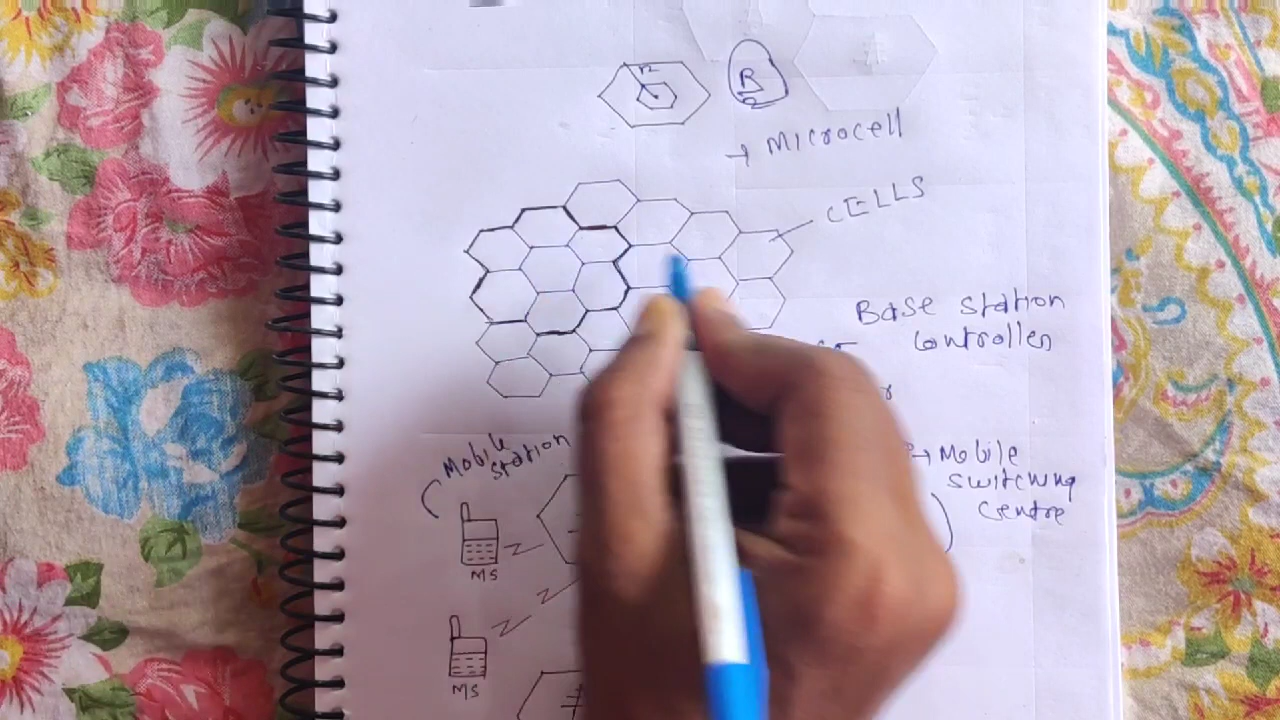 r
R
→ Microcell
CELLS
Base station
controller
Mobile
station
→ Mobile
switching
Centre
MS
MS